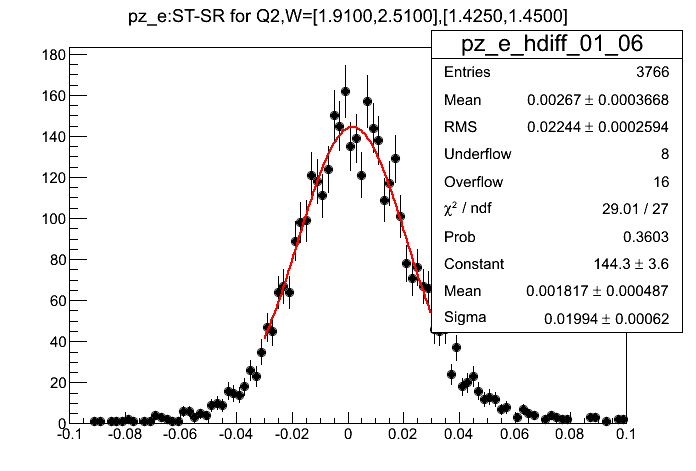 pz_e:ST-SR for Q2,W=[1.9100,2.5100],[1.4250,1.4500]
pz_e_hdiff_01_06
Entries 3766
Mean 0.00267 ± 0.0003668
RMS 0.02244 ± 0.0002594
Underflow 8
Overflow 16
χ² / ndf 29.01 / 27
Prob 0.3603
Constant 144.3 ± 3.6
Mean 0.001817 ± 0.000487
Sigma 0.01994 ± 0.00062
180
160
140
120
100
80
60
40
20
0
-0.1 -0.08 -0.06 -0.04 -0.02 0 0.02 0.04 0.06 0.08 0.1